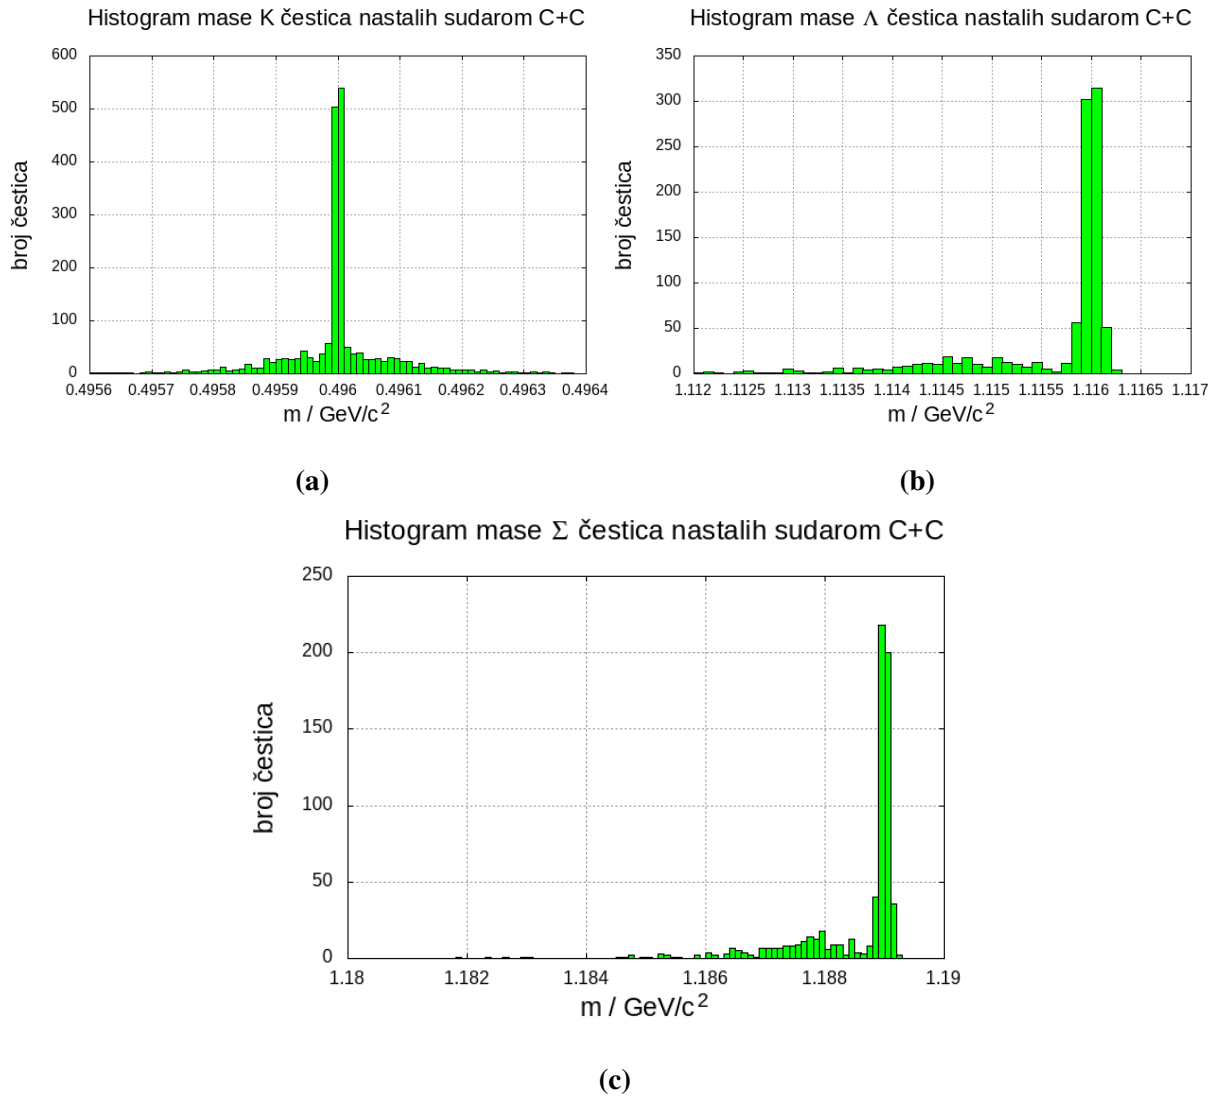 Histogram mase K čestica nastalih sudarom C+C
600
500
400
300
200
100
0
broj čestica
0.4956 0.4957 0.4958 0.4959 0.496 0.4961 0.4962 0.4963 0.4964
m / GeV/c²
(a)
Histogram mase Λ čestica nastalih sudarom C+C
350
300
250
200
150
100
50
0
broj čestica
1.112 1.1125 1.113 1.1135 1.114 1.1145 1.115 1.1155 1.116 1.1165 1.117
m / GeV/c²
(b)
Histogram mase Σ čestica nastalih sudarom C+C
250
200
150
100
50
0
broj čestica
1.18 1.182 1.184 1.186 1.188 1.19
m / GeV/c²
(c)